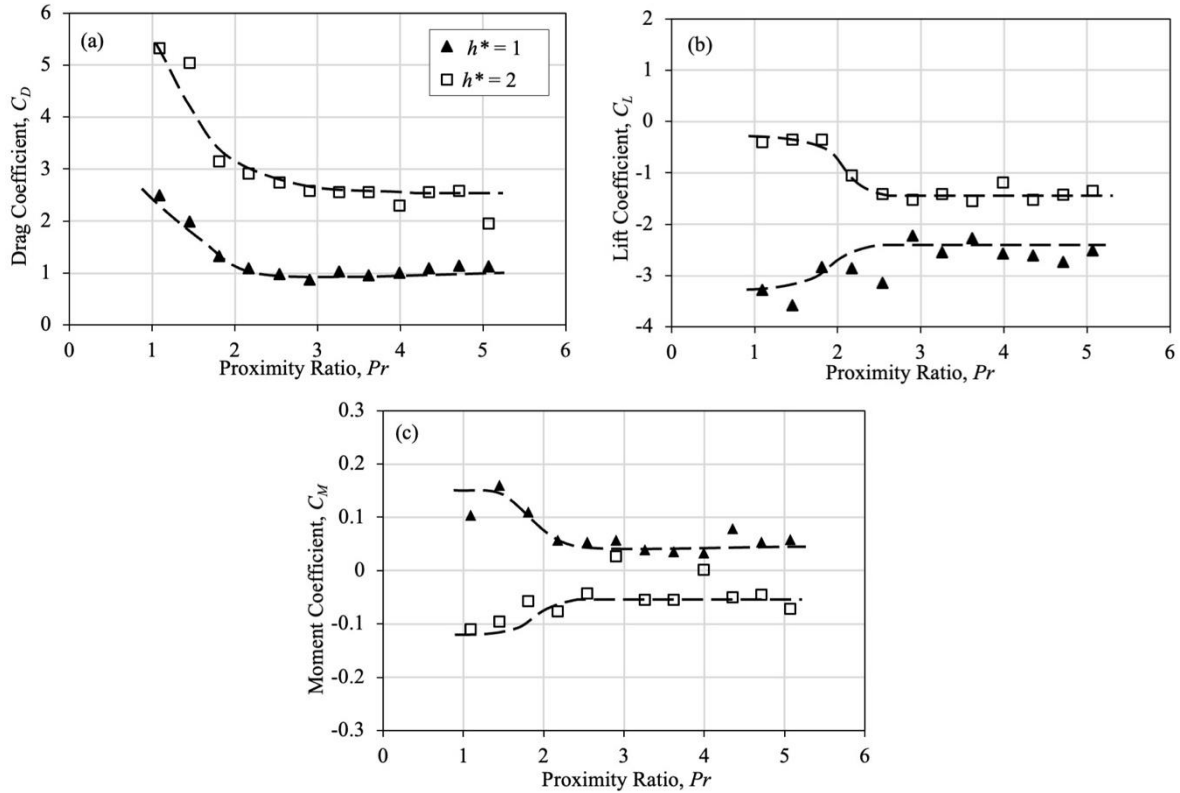 (a)
h* = 1
h* = 2
Drag Coefficient, C_D
6
5
4
3
2
1
0
0 1 2 3 4 5 6
Proximity Ratio, Pr
(b)
Lift Coefficient, C_L
2
1
0
-1
-2
-3
-4
0 1 2 3 4 5 6
Proximity Ratio, Pr
(c)
Moment Coefficient, C_M
0.3
0.2
0.1
0
-0.1
-0.2
-0.3
0 1 2 3 4 5 6
Proximity Ratio, Pr